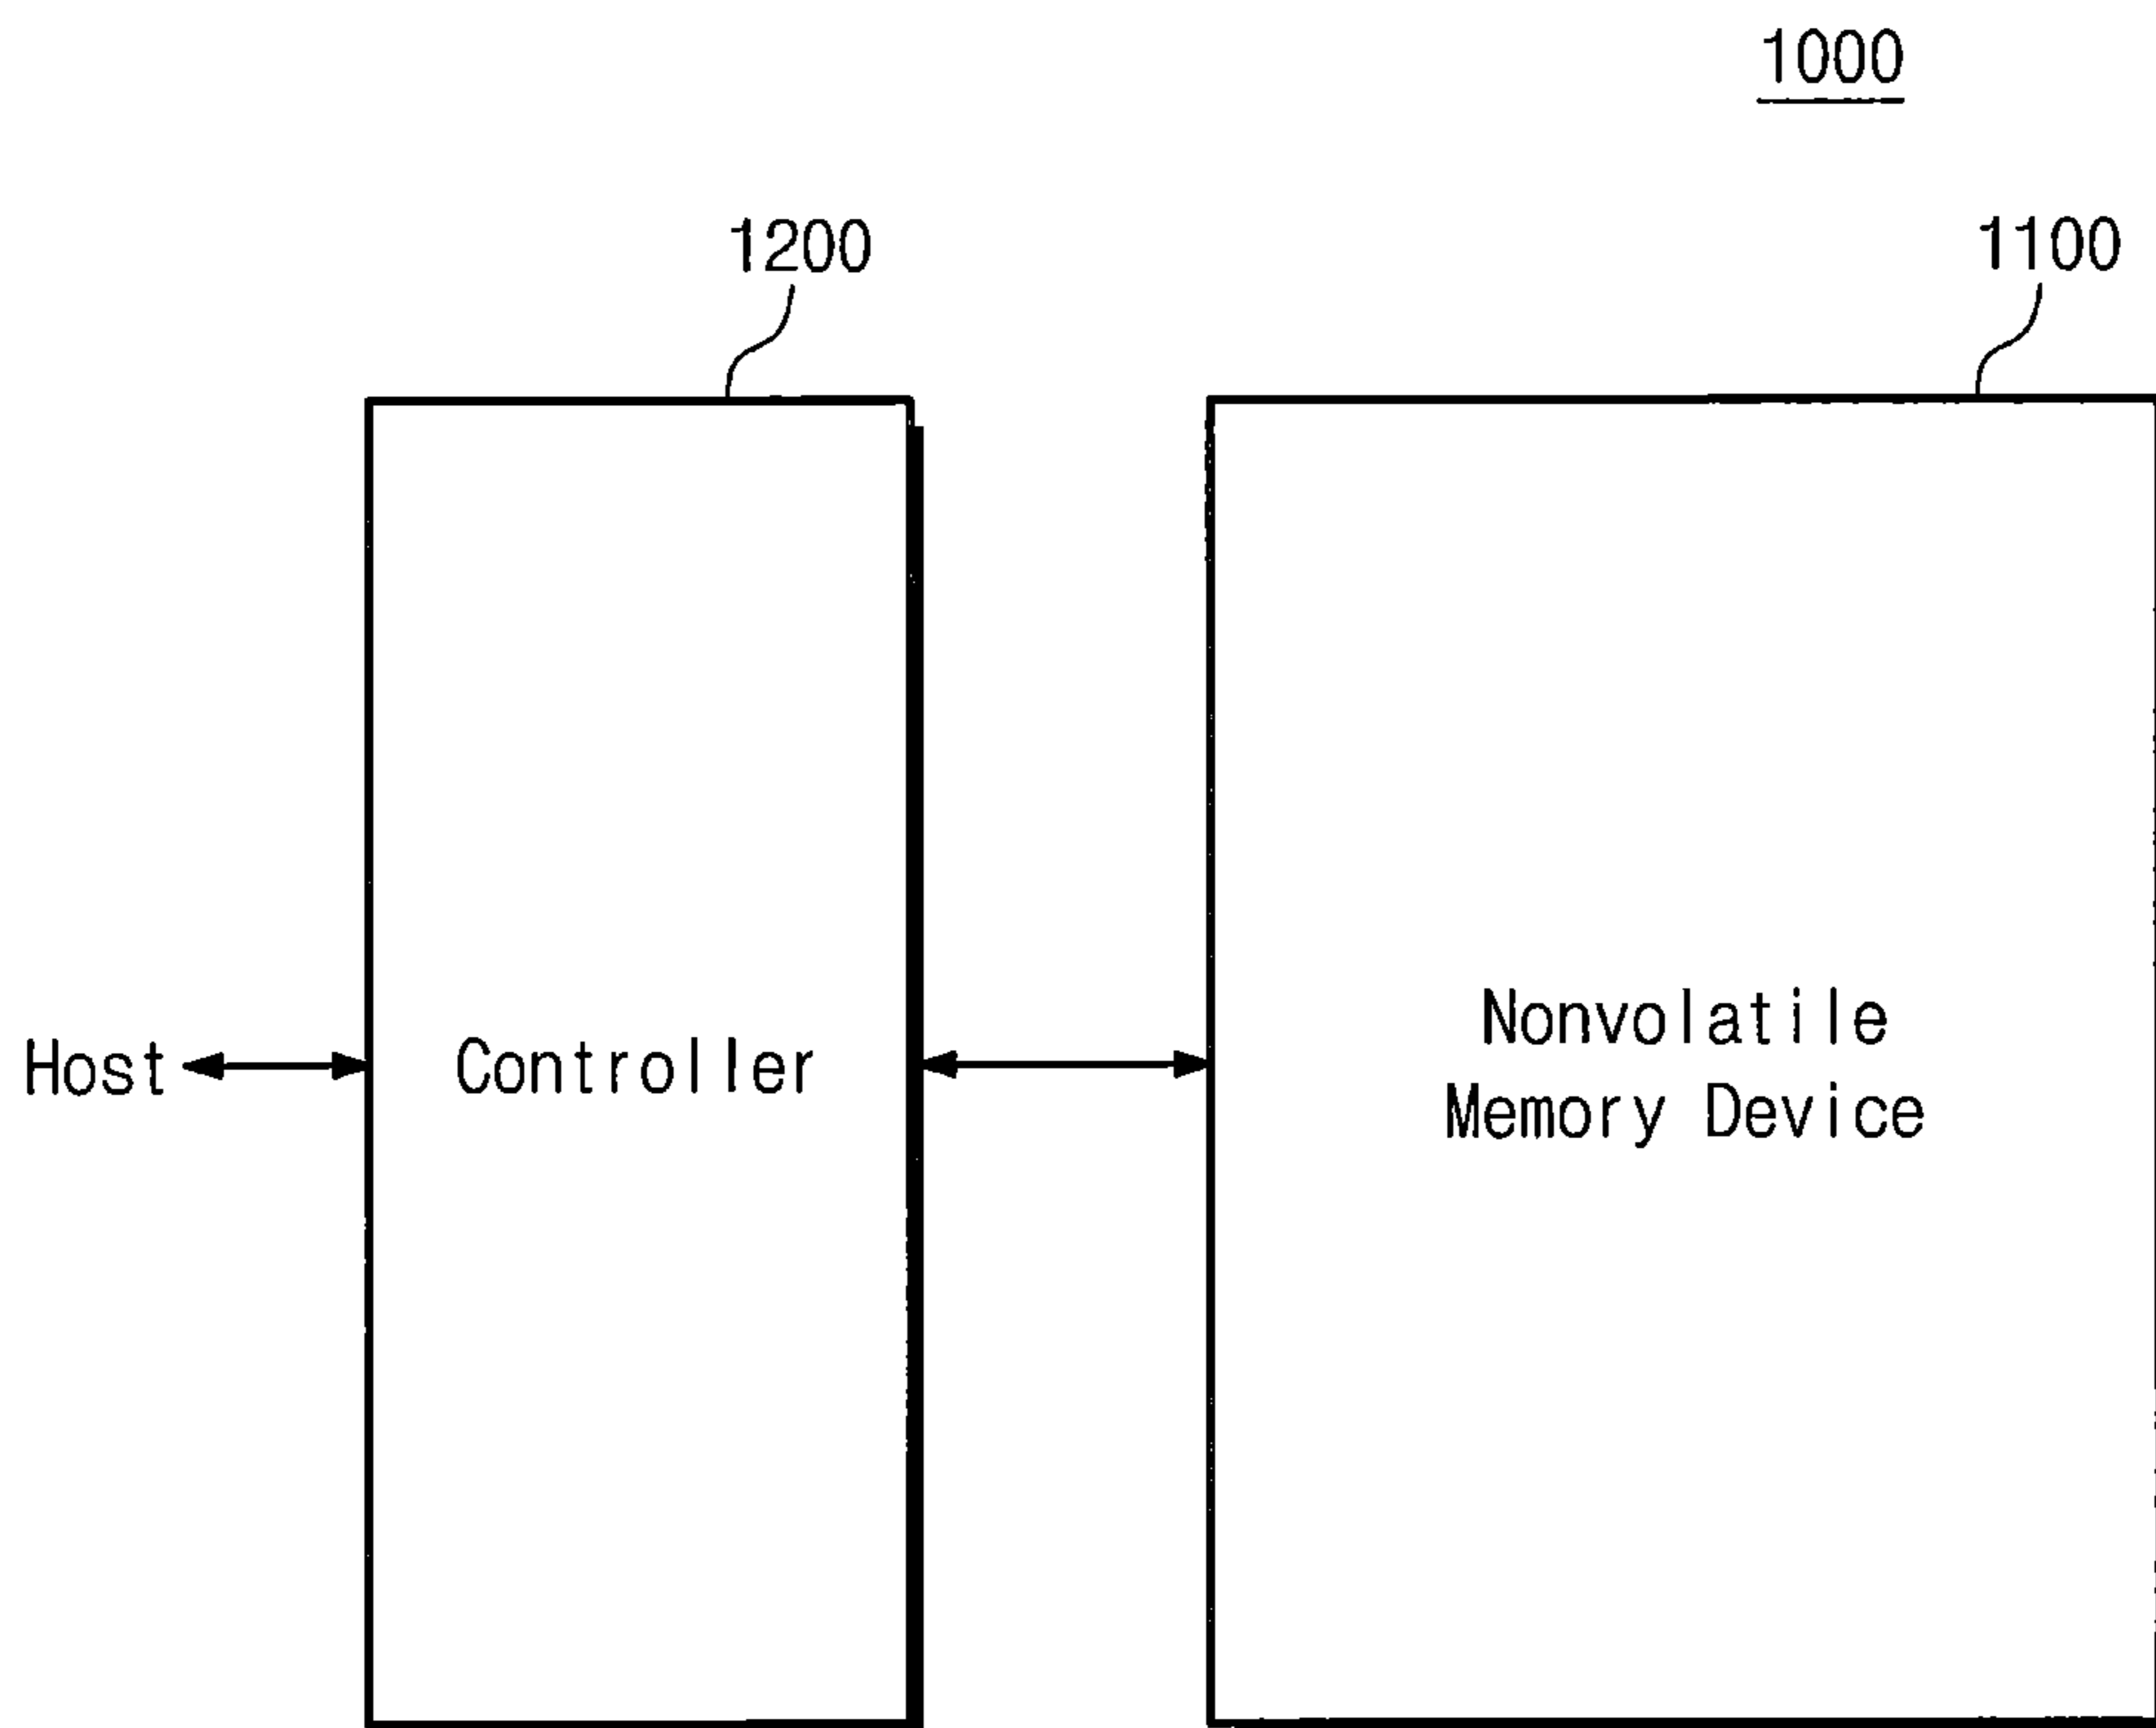 1000
1200
1100
Host
Controller
Nonvolatile
Memory Device